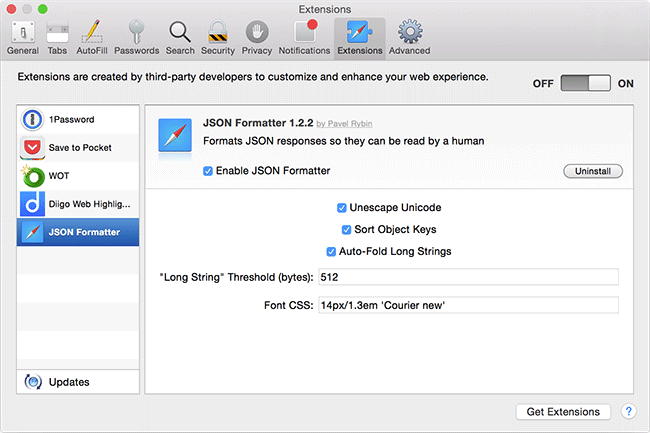 Extensions
General Tabs AutoFill Passwords Search Security Privacy Notifications Extensions Advanced
Extensions are created by third-party developers to customize and enhance your web experience.
OFF ON
1Password
Save to Pocket
WOT
Diigo Web Highlig...
JSON Formatter
Updates
JSON Formatter 1.2.2 by Pavel Rybin
Formats JSON responses so they can be read by a human
Enable JSON Formatter
Uninstall
Unescape Unicode
Sort Object Keys
Auto-Fold Long Strings
"Long String" Threshold (bytes): 512
Font CSS: 14px/1.3em 'Courier new'
Get Extensions ?